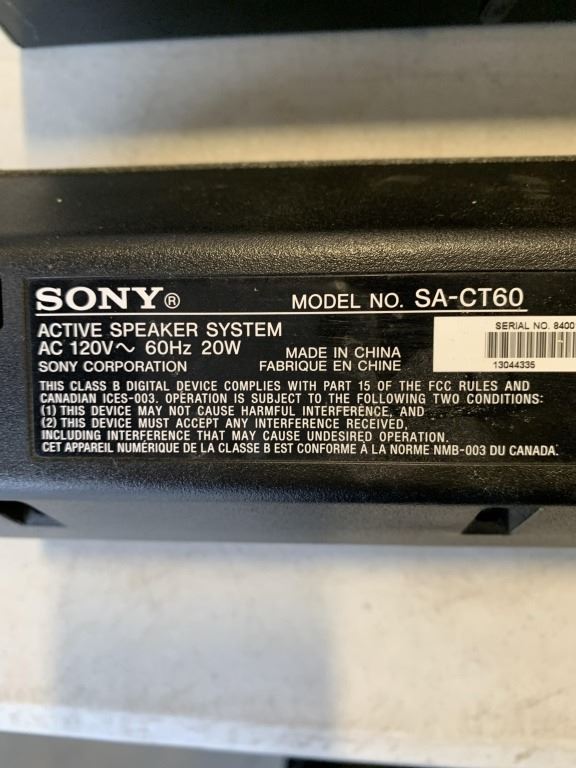 SONY®
MODEL NO. SA-CT60
ACTIVE SPEAKER SYSTEM
AC 120V~ 60Hz 20W
SONY CORPORATION
MADE IN CHINA
FABRIQUE EN CHINE
SERIAL NO. 8400
13044335
THIS CLASS B DIGITAL DEVICE COMPLIES WITH PART 15 OF THE FCC RULES AND
CANADIAN ICES-003. OPERATION IS SUBJECT TO THE FOLLOWING TWO CONDITIONS:
(1) THIS DEVICE MAY NOT CAUSE HARMFUL INTERFERENCE, AND
(2) THIS DEVICE MUST ACCEPT ANY INTERFERENCE RECEIVED,
INCLUDING INTERFERENCE THAT MAY CAUSE UNDESIRED OPERATION.
CET APPAREIL NUMÉRIQUE DE LA CLASSE B EST CONFORME À LA NORME NMB-003 DU CANADA.